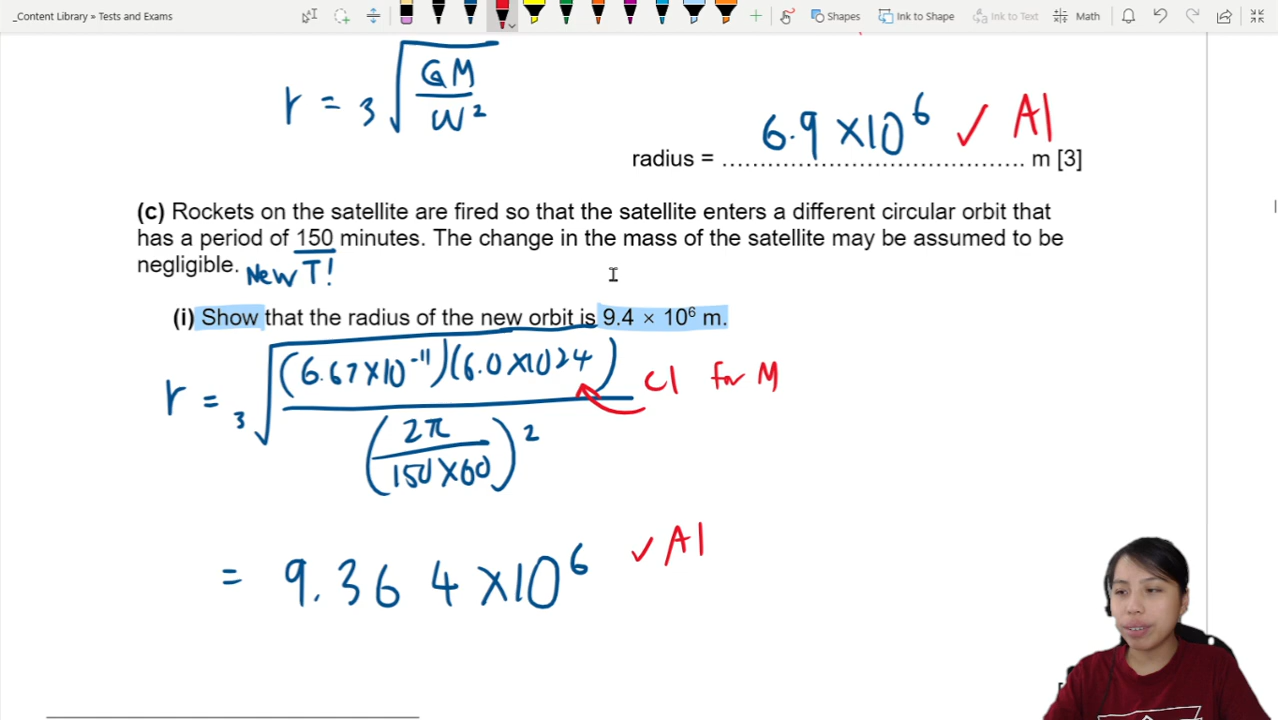 _Content Library » Tests and Exams
Shapes Ink to Shape Ink to Text Math
r = 3√ GM
W²
6.9 ×10⁶ ✓ A1
radius = ........................................ m [3]
(c) Rockets on the satellite are fired so that the satellite enters a different circular orbit that
has a period of 150 minutes. The change in the mass of the satellite may be assumed to be
negligible. New T!
(i) Show that the radius of the new orbit is 9.4 × 10⁶ m.
r = 3√ (6.67×10⁻¹¹)(6.0×1024)
C1 for M
(2π
150×60)²
= 9.364 ×10⁶ ✓ A1
[